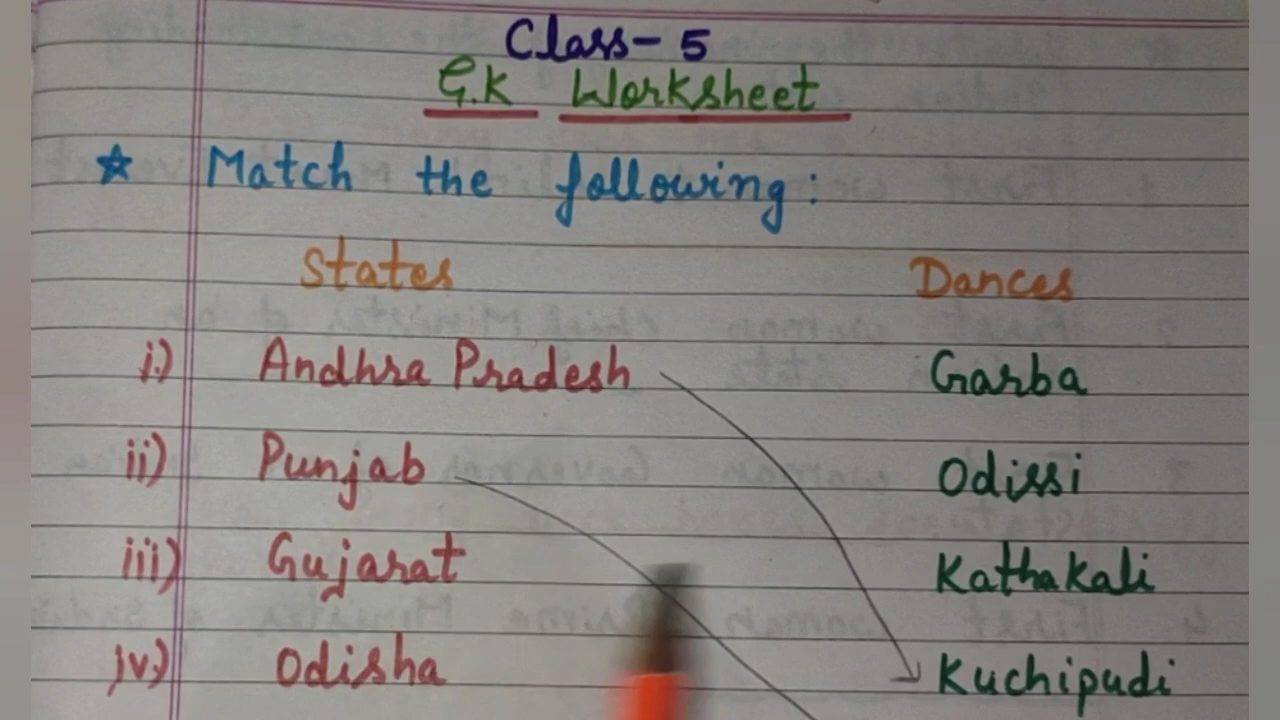 Class- 5
G.K Worksheet
☆ Match the following:
States Dances
i.) Andhra Pradesh Garba
ii) Punjab Odissi
iii) Gujarat Kathakali
iv.) Odisha Kuchipudi